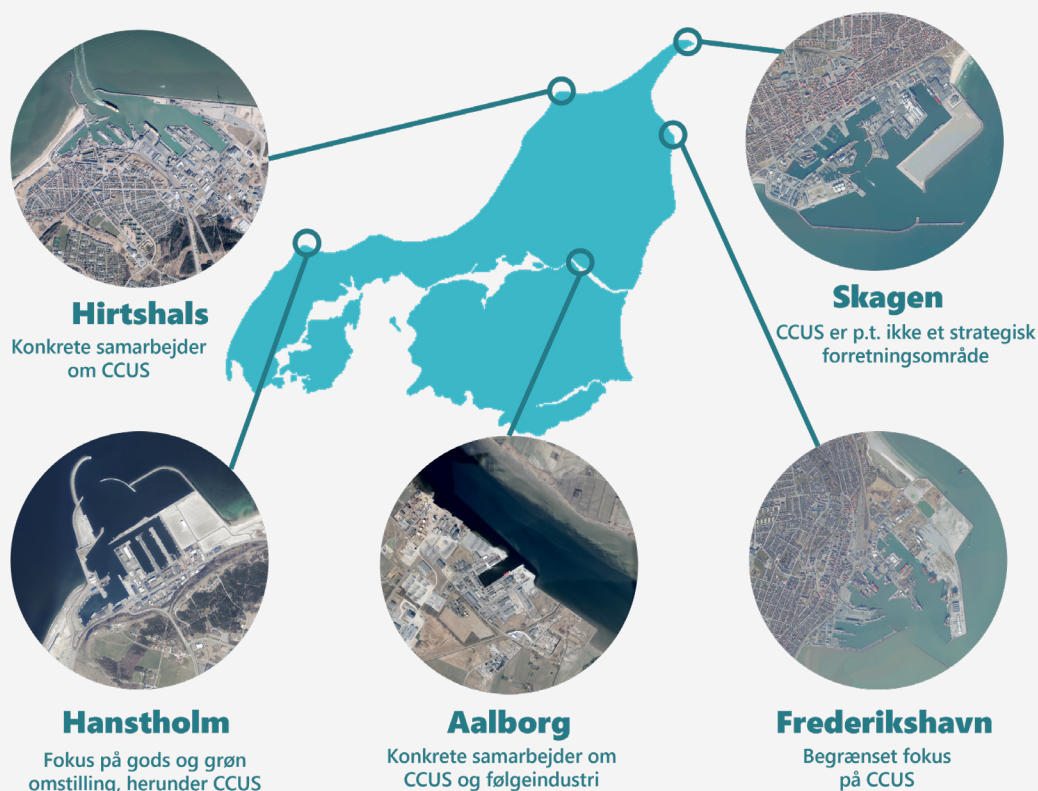 Hirtshals
Konkrete samarbejder
om CCUS
Skagen
CCUS er p.t. ikke et strategisk
forretningsområde
Hanstholm
Fokus på gods og grøn
omstilling, herunder CCUS
Aalborg
Konkrete samarbejder om
CCUS og følgeindustri
Frederikshavn
Begrænset fokus
på CCUS